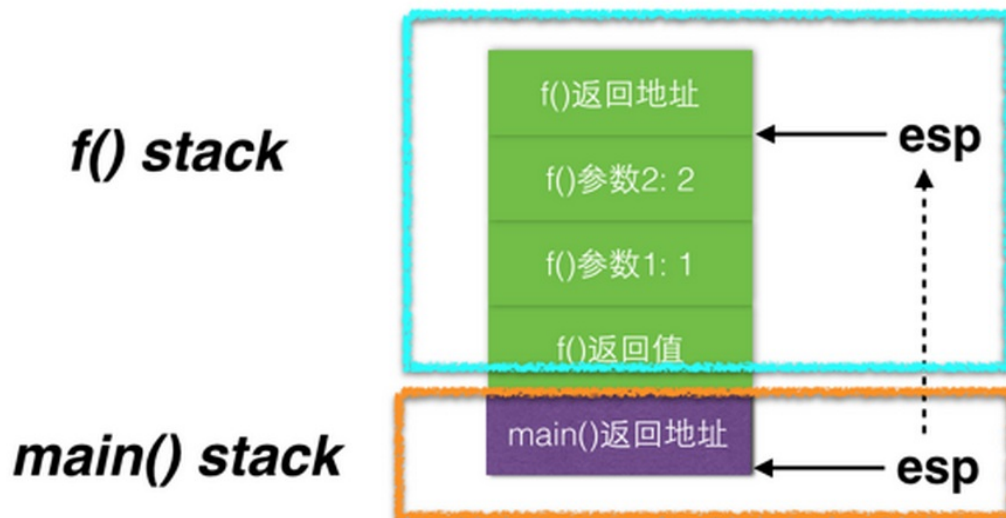 f()返回地址
f() stack
esp
f()参数2: 2
f()参数1: 1
f()返回值
main()返回地址
main() stack
esp